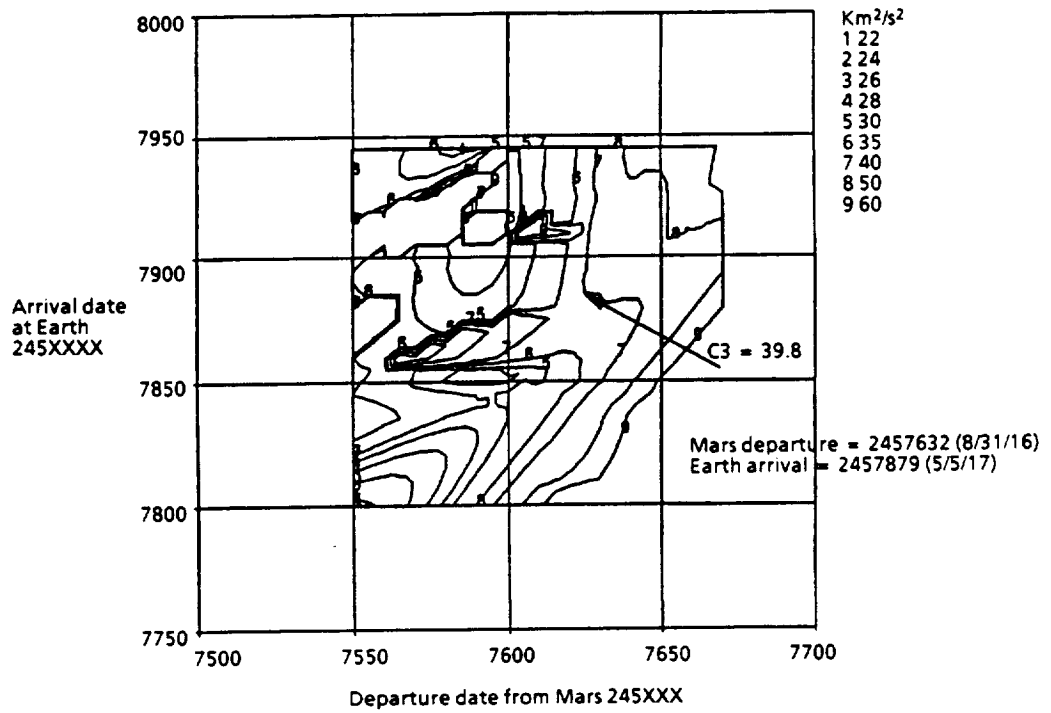 8000
7950
7900
7850
7800
7750
7500
7550
7600
7650
7700
Arrival date
at Earth
245XXXX
Departure date from Mars 245XXX
Km²/s²
1 22
2 24
3 26
4 28
5 30
6 35
7 40
8 50
9 60
C3 = 39.8
Mars departure = 2457632 (8/31/16)
Earth arrival = 2457879 (5/5/17)